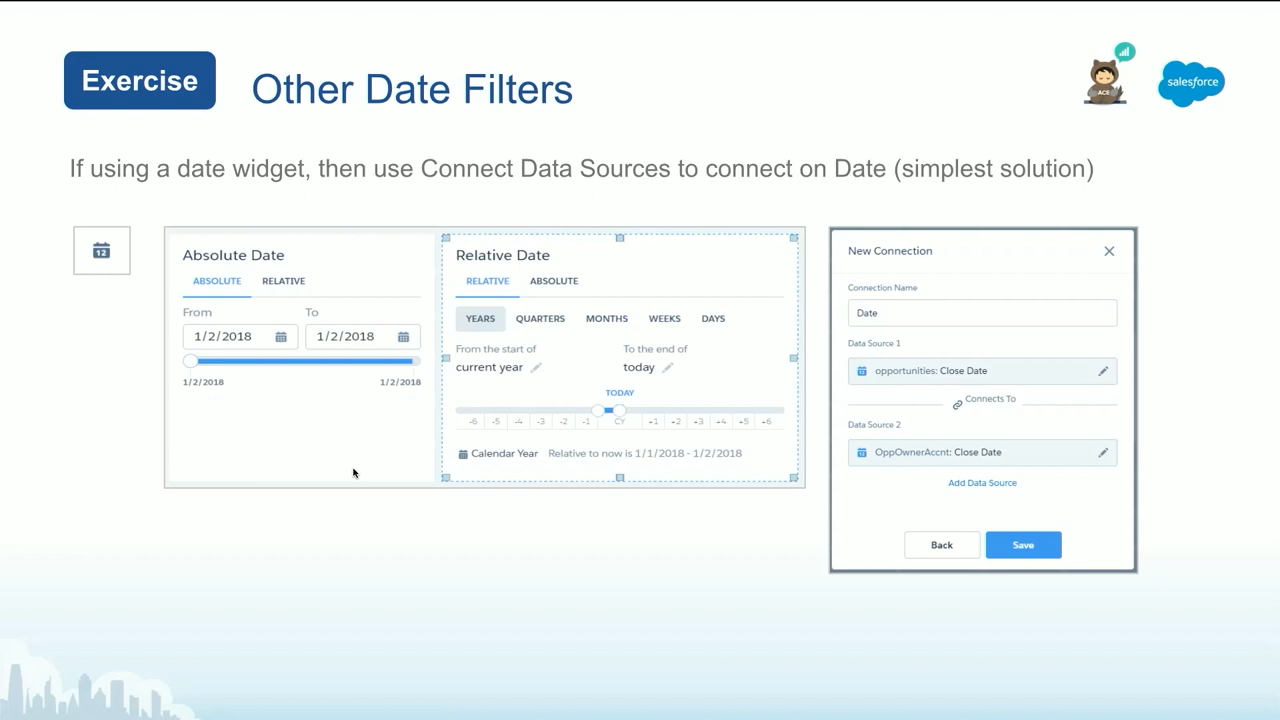 Exercise
Other Date Filters
ACE
salesforce
If using a date widget, then use Connect Data Sources to connect on Date (simplest solution)
12
Absolute Date
ABSOLUTE RELATIVE
From To
1/2/2018 1/2/2018
1/2/2018 1/2/2018
Relative Date
RELATIVE ABSOLUTE
YEARS QUARTERS MONTHS WEEKS DAYS
From the start of To the end of
current year today
TODAY
-6 -5 -4 -3 -2 -1 CY +1 +2 +3 +4 +5 +6
Calendar Year Relative to now is 1/1/2018 - 1/2/2018
New Connection
Connection Name
Date
Data Source 1
opportunities: Close Date
Connects To
Data Source 2
OppOwnerAccnt: Close Date
Add Data Source
Back Save